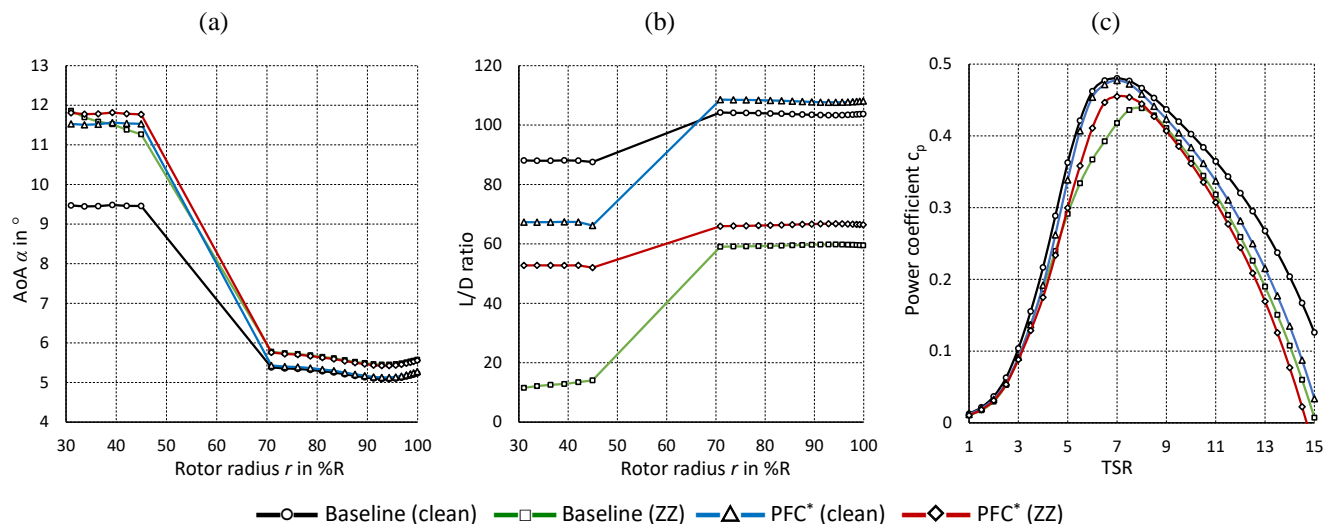 (a)
(b)
(c)
13
12
11
10
9
8
7
6
5
4
AoA α in °
30 40 50 60 70 80 90 100
Rotor radius r in %R
120
100
80
60
40
20
0
L/D ratio
30 40 50 60 70 80 90 100
Rotor radius r in %R
0.5
0.4
0.3
0.2
0.1
0
Power coefficient cₚ
1 3 5 7 9 11 13 15
TSR
Baseline (clean) Baseline (ZZ) PFC* (clean) PFC* (ZZ)